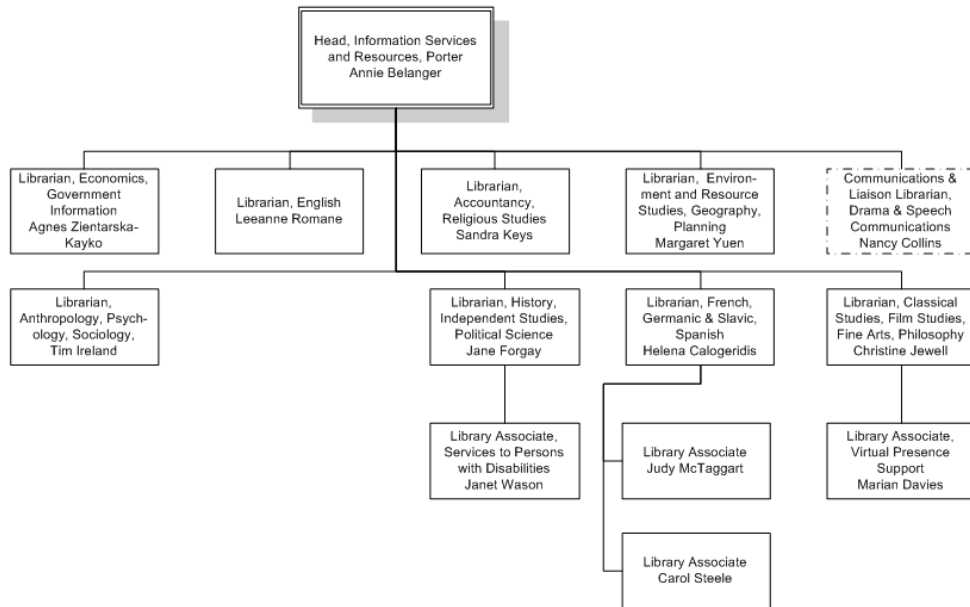 Head, Information Services
and Resources, Porter
Annie Belanger
Librarian, Economics,
Government
Information
Agnes Zientarska-
Kayko
Librarian, English
Leeanne Romane
Librarian,
Accountancy,
Religious Studies
Sandra Keys
Librarian, Environ-
ment and Resource
Studies, Geography,
Planning
Margaret Yuen
Communications &
Liaison Librarian,
Drama & Speech
Communications
Nancy Collins
Librarian,
Anthropology, Psych-
ology, Sociology,
Tim Ireland
Librarian, History,
Independent Studies,
Political Science
Jane Forgay
Librarian, French,
Germanic & Slavic,
Spanish
Helena Calogeridis
Librarian, Classical
Studies, Film Studies,
Fine Arts, Philosophy
Christine Jewell
Library Associate,
Services to Persons
with Disabilities
Janet Wason
Library Associate
Judy McTaggart
Library Associate,
Virtual Presence
Support
Marian Davies
Library Associate
Carol Steele